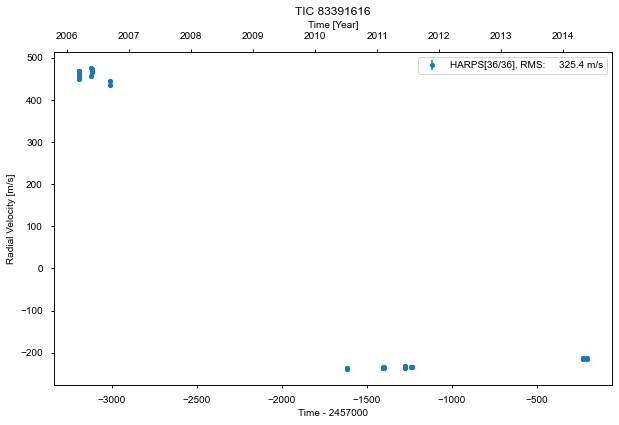 TIC 83391616
Time [Year]
2006 2007 2008 2009 2010 2011 2012 2013 2014
HARPS[36/36], RMS: 325.4 m/s
500
400
300
200
100
0
−100
−200
Radial Velocity [m/s]
−3000 −2500 −2000 −1500 −1000 −500
Time - 2457000